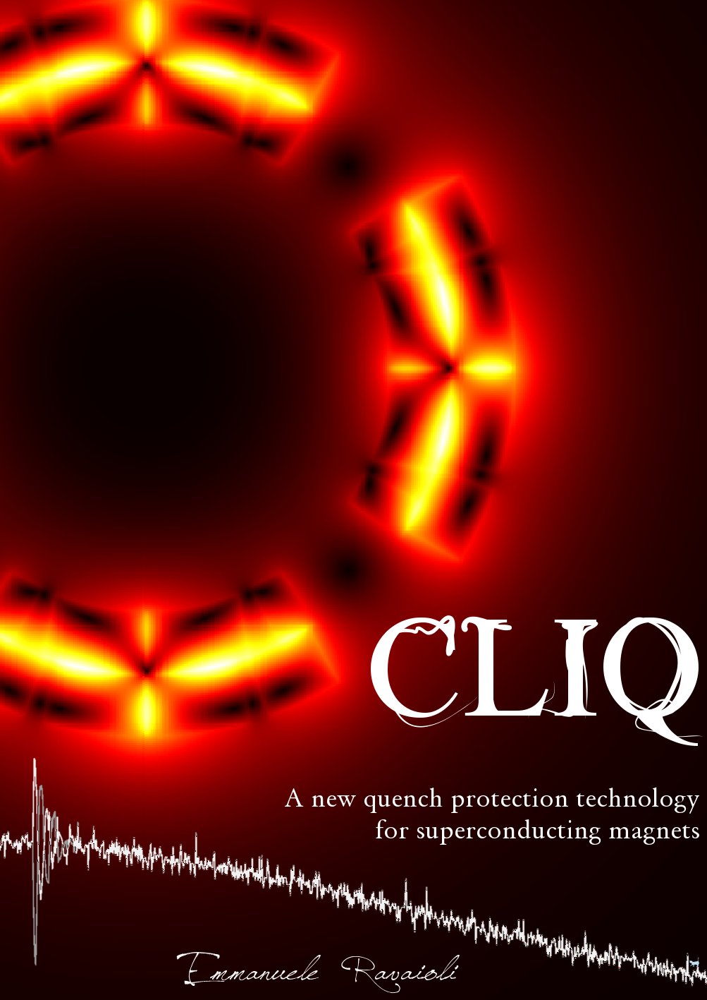 CLIQ
A new quench protection technology
for superconducting magnets
Emmanuele Ravaioli